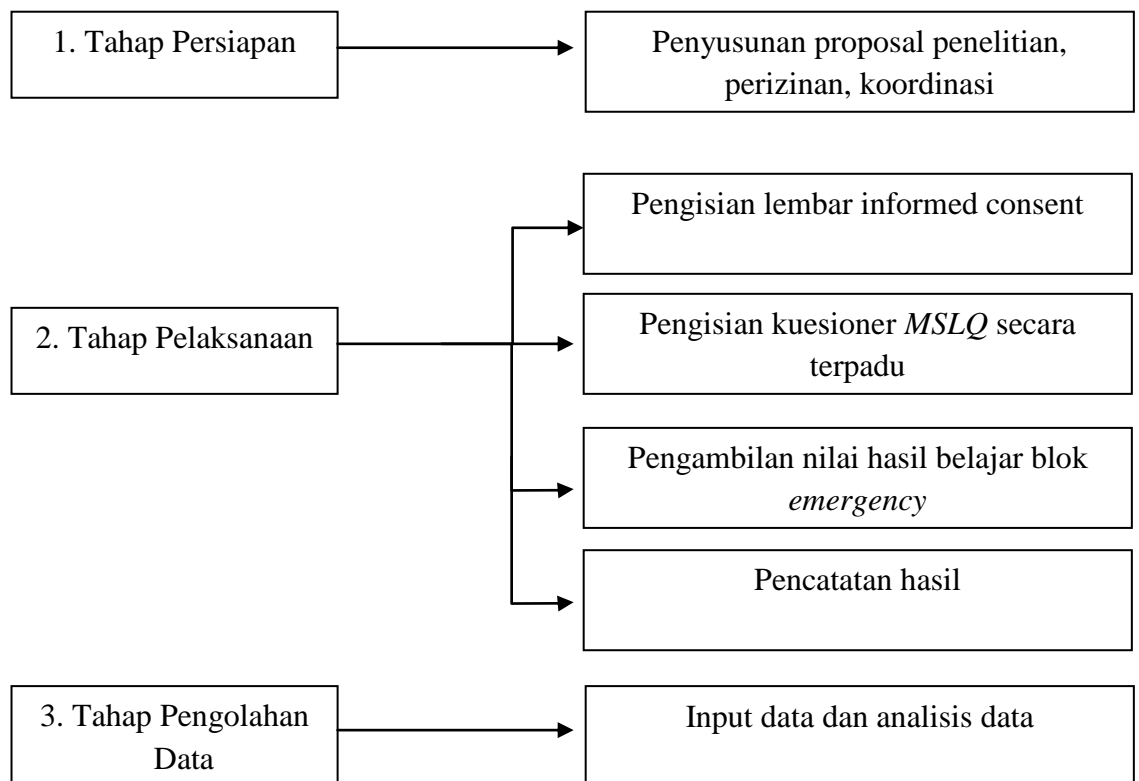 1. Tahap Persiapan
Penyusunan proposal penelitian,
perizinan, koordinasi
Pengisian lembar informed consent
2. Tahap Pelaksanaan
Pengisian kuesioner MSLQ secara
terpadu
Pengambilan nilai hasil belajar blok
emergency
Pencatatan hasil
3. Tahap Pengolahan
Data
Input data dan analisis data